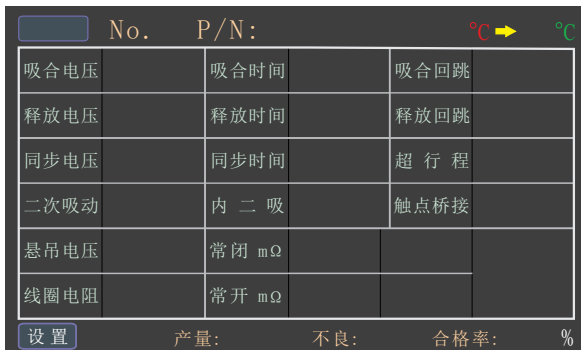 No. P/N: ℃ ➡ ℃
吸合电压 吸合时间 吸合回跳
释放电压 释放时间 释放回跳
同步电压 同步时间 超 行 程
二次吸动 内 二 吸 触点桥接
悬吊电压 常闭 mΩ
线圈电阻 常开 mΩ
设置 产量: 不良: 合格率: %